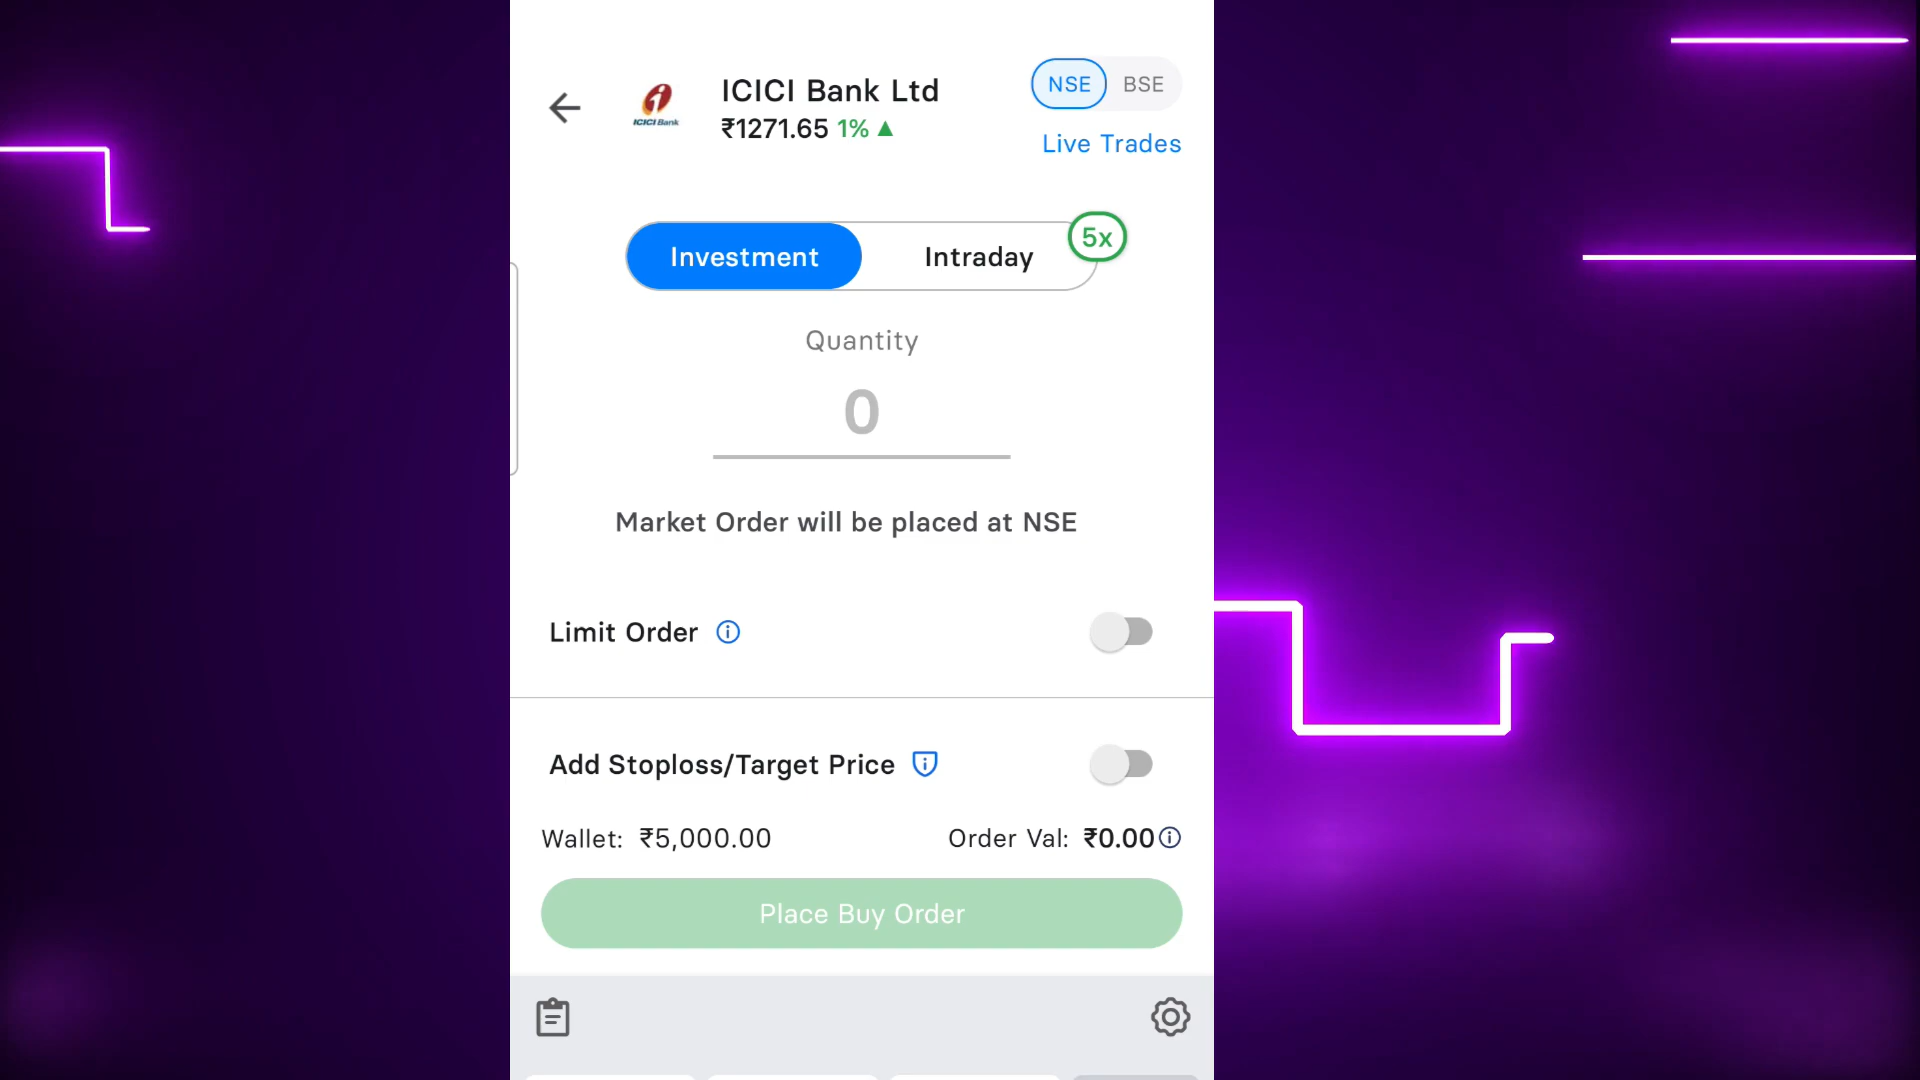 ICICI Bank Ltd
₹1271.65 1% ▲
NSE BSE
Live Trades
ICICI Bank
Investment
Intraday
5x
Quantity
0
Market Order will be placed at NSE
Limit Order
Add Stoploss/Target Price
Wallet: ₹5,000.00
Order Val: ₹0.00
Place Buy Order